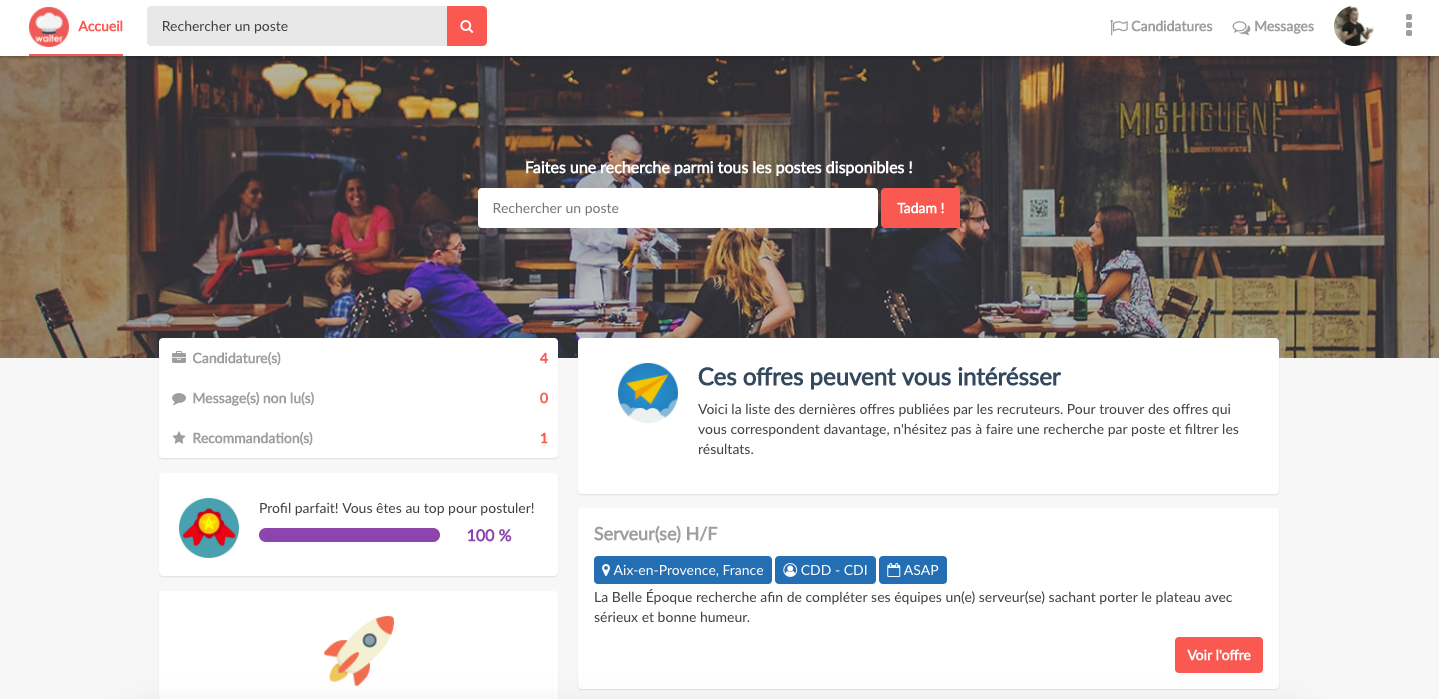 waiter
Accueil
Rechercher un poste
Candidatures
Messages
MISHIGUENE
Faites une recherche parmi tous les postes disponibles !
Rechercher un poste
Tadam !
Candidature(s) 4
Message(s) non lu(s) 0
Recommandation(s) 1
Profil parfait! Vous êtes au top pour postuler!
100 %
Ces offres peuvent vous intérésser
Voici la liste des dernières offres publiées par les recruteurs. Pour trouver des offres qui
vous correspondent davantage, n'hésitez pas à faire une recherche par poste et filtrer les
résultats.
Serveur(se) H/F
Aix-en-Provence, France
CDD - CDI
ASAP
La Belle Époque recherche afin de compléter ses équipes un(e) serveur(se) sachant porter le plateau avec
sérieux et bonne humeur.
Voir l'offre